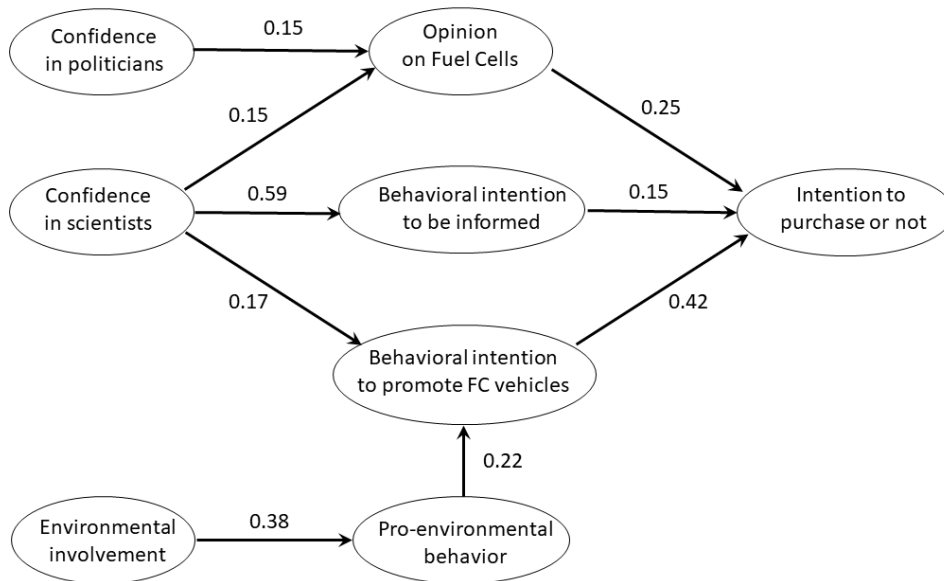 Confidence
in politicians
0.15
Opinion
on Fuel Cells
0.15
0.25
Confidence
in scientists
0.59
Behavioral intention
to be informed
0.15
Intention to
purchase or not
0.17
0.42
Behavioral intention
to promote FC vehicles
0.22
Environmental
involvement
0.38
Pro-environmental
behavior